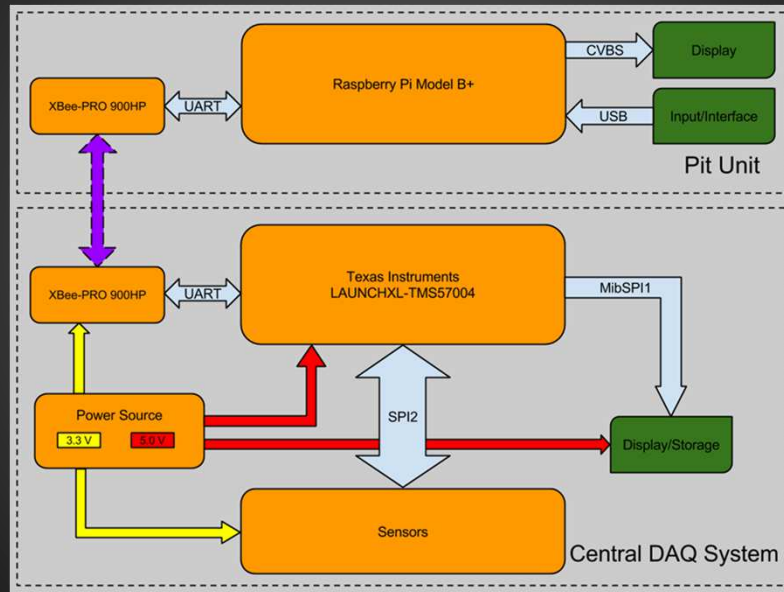 CVBS
Display
Raspberry Pi Model B+
XBee-PRO 900HP
UART
USB
Input/Interface
Pit Unit
Texas Instruments
LAUNCHXL-TMS57004
XBee-PRO 900HP
UART
MibSPI1
Power Source
3.3 V
5.0 V
SPI2
Display/Storage
Sensors
Central DAQ System